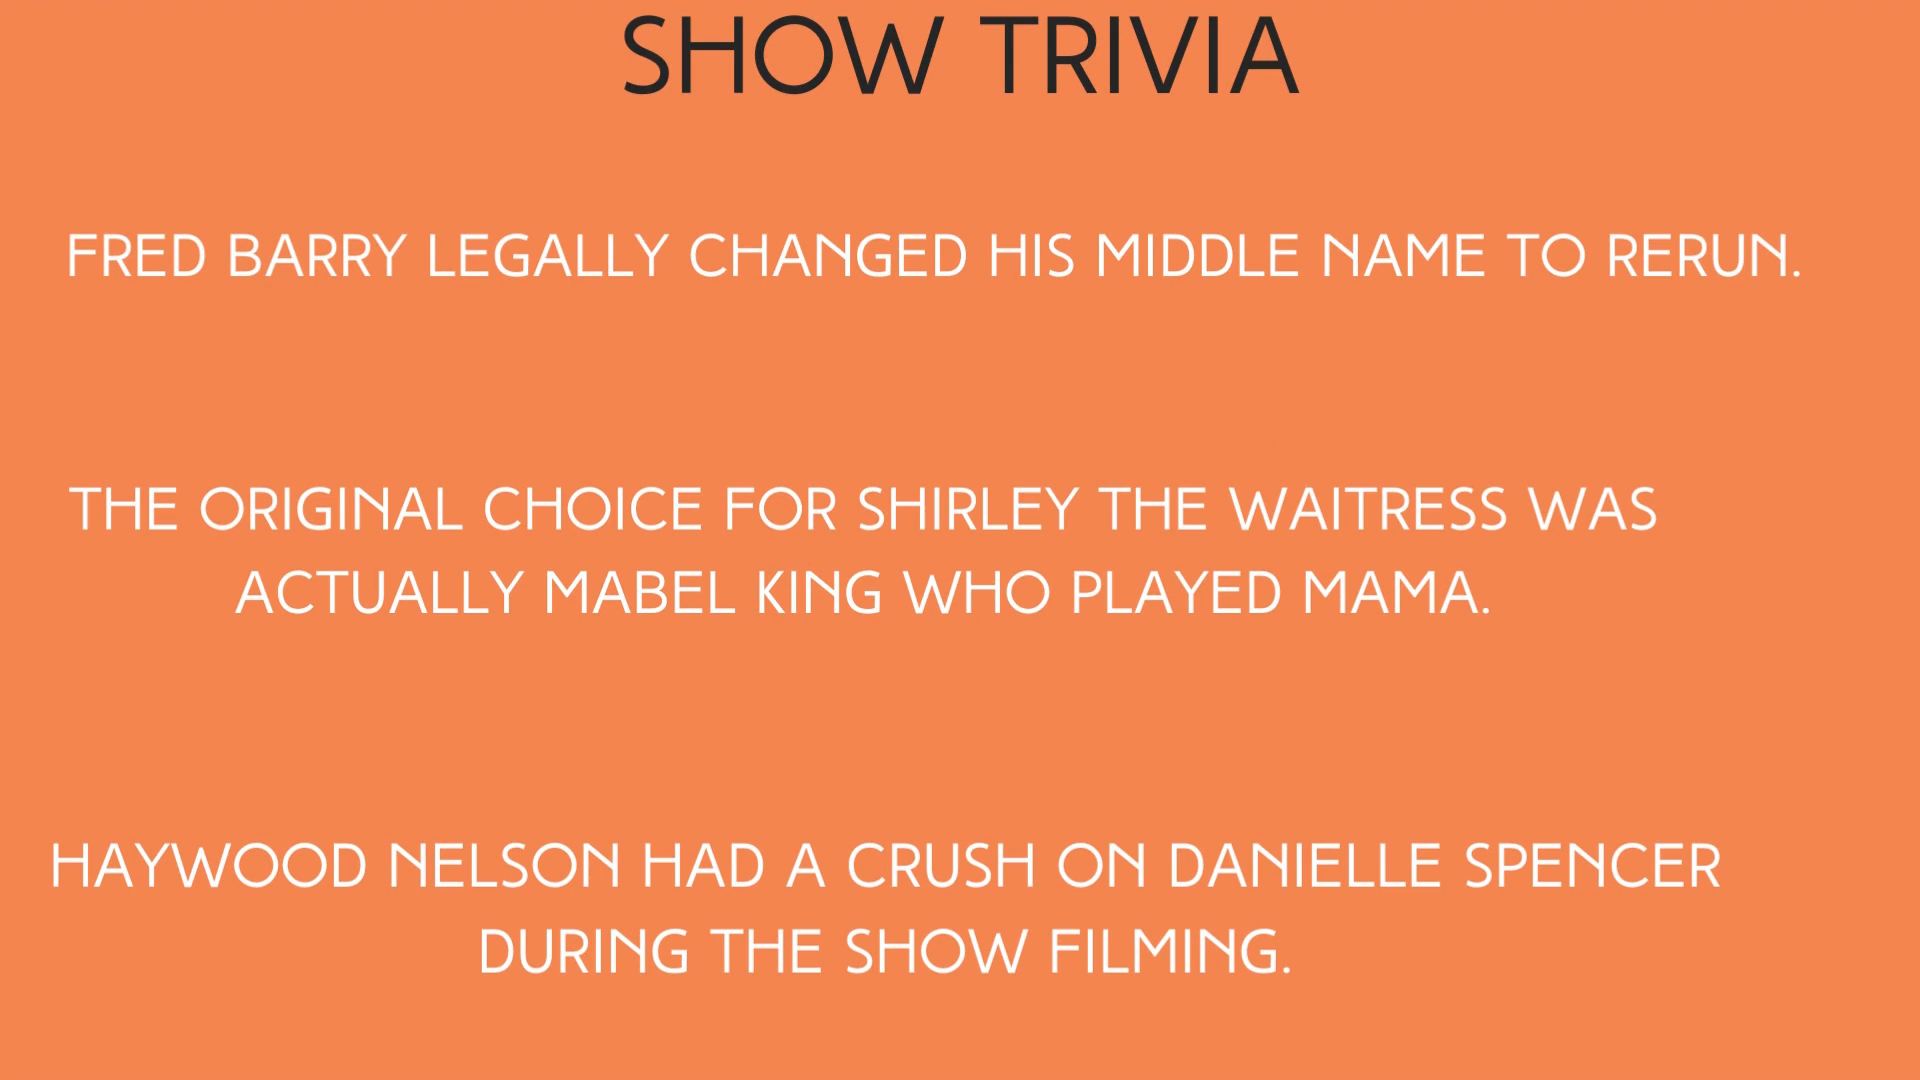 SHOW TRIVIA
FRED BARRY LEGALLY CHANGED HIS MIDDLE NAME TO RERUN.
THE ORIGINAL CHOICE FOR SHIRLEY THE WAITRESS WAS
ACTUALLY MABEL KING WHO PLAYED MAMA.
HAYWOOD NELSON HAD A CRUSH ON DANIELLE SPENCER
DURING THE SHOW FILMING.